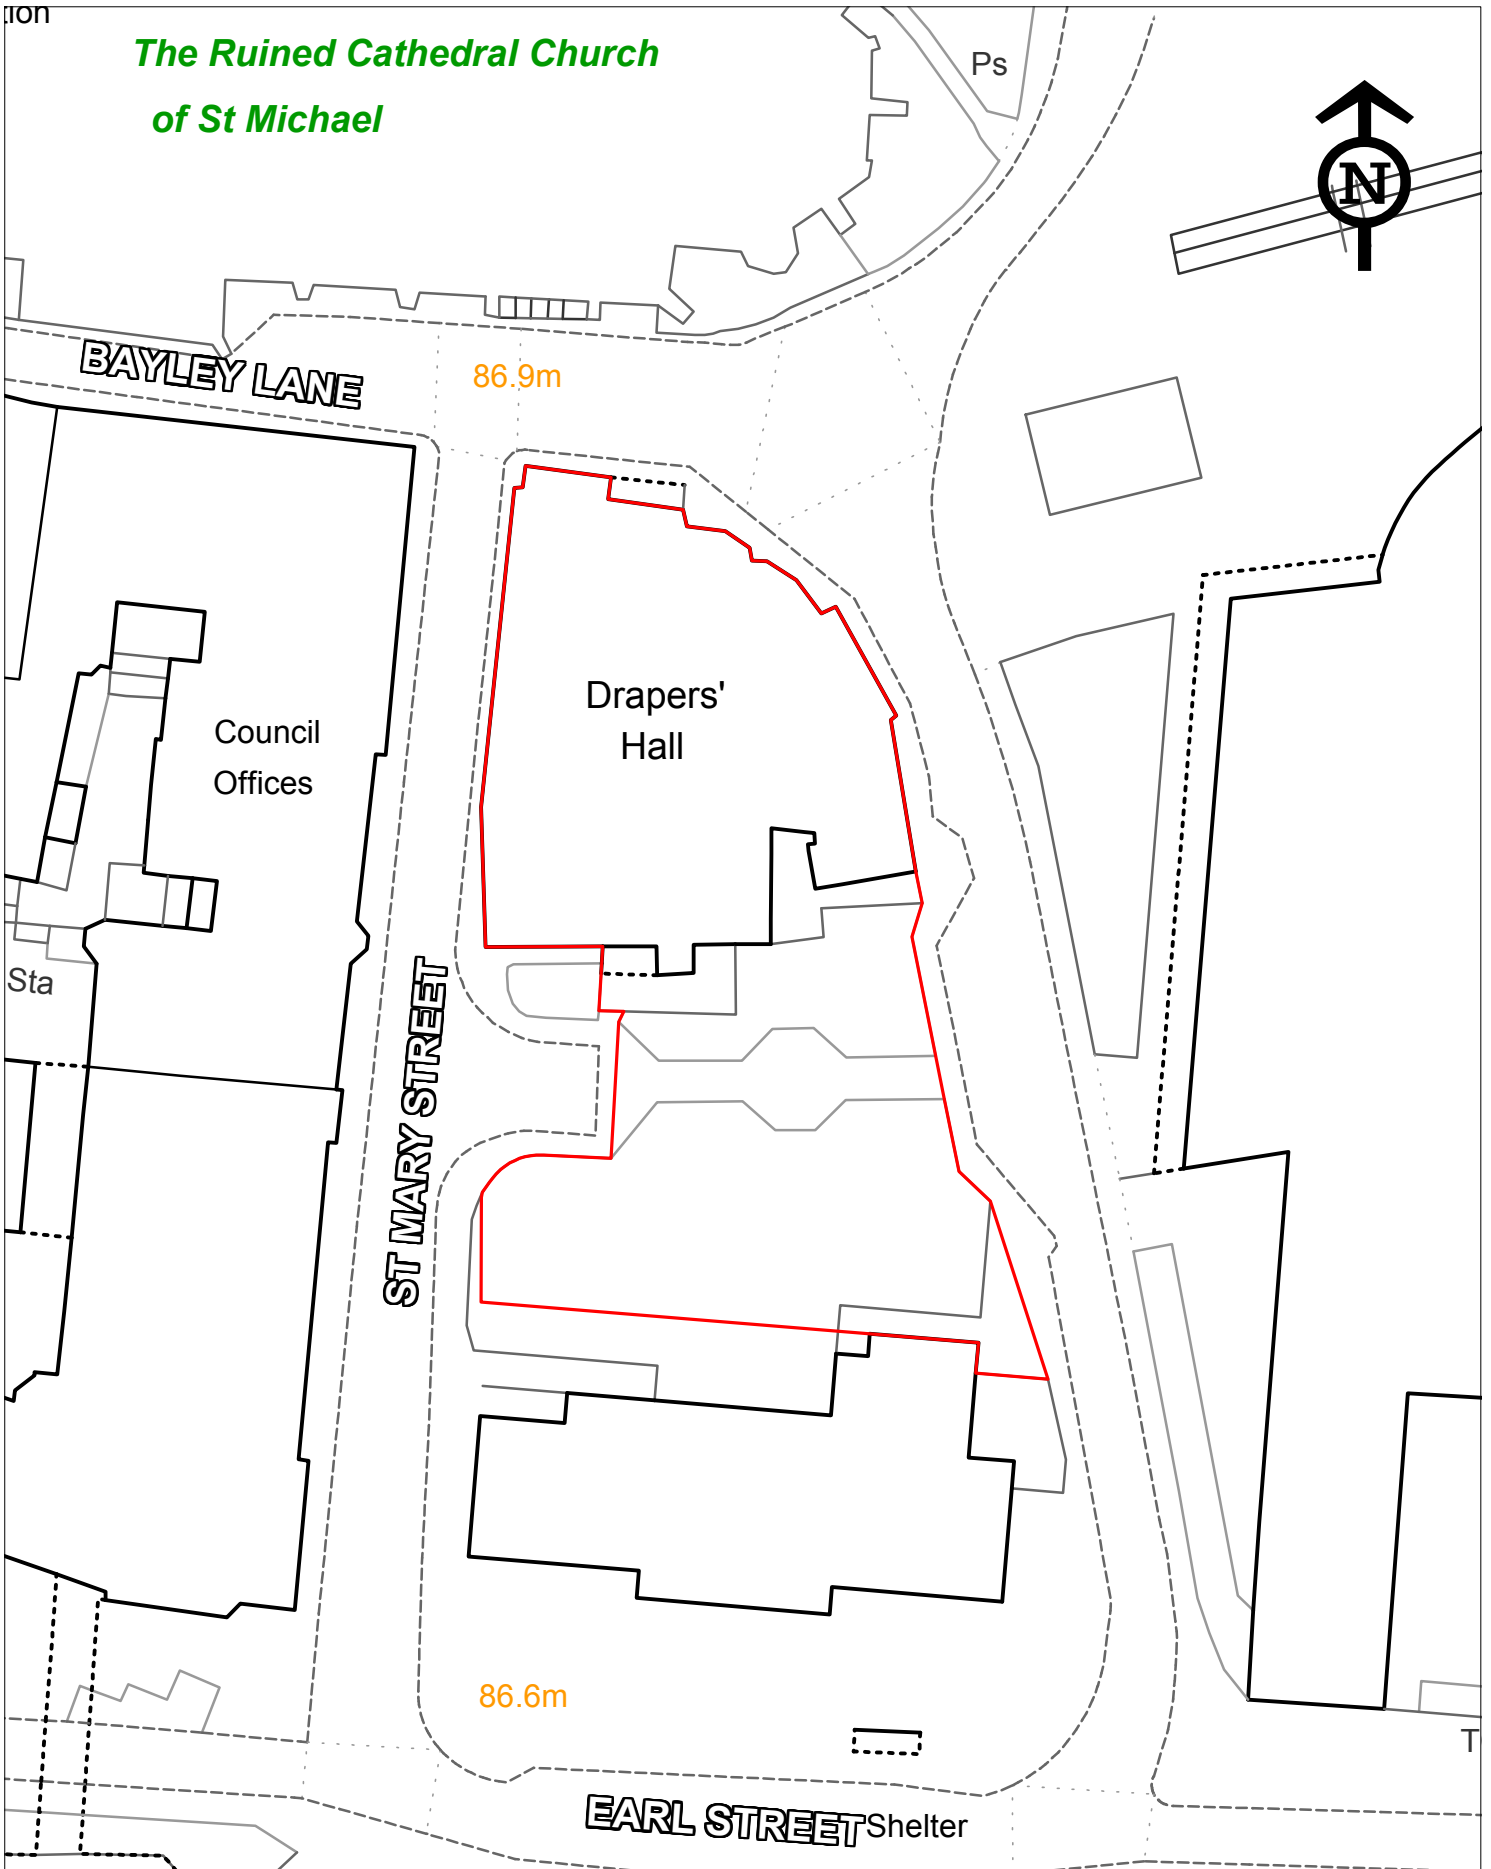 The Ruined Cathedral Church
of St Michael
Ps
N
BAYLEY LANE
86.9m
Drapers'
Hall
Council
Offices
Sta
ST MARY STREET
86.6m
EARL STREET
Shelter
T